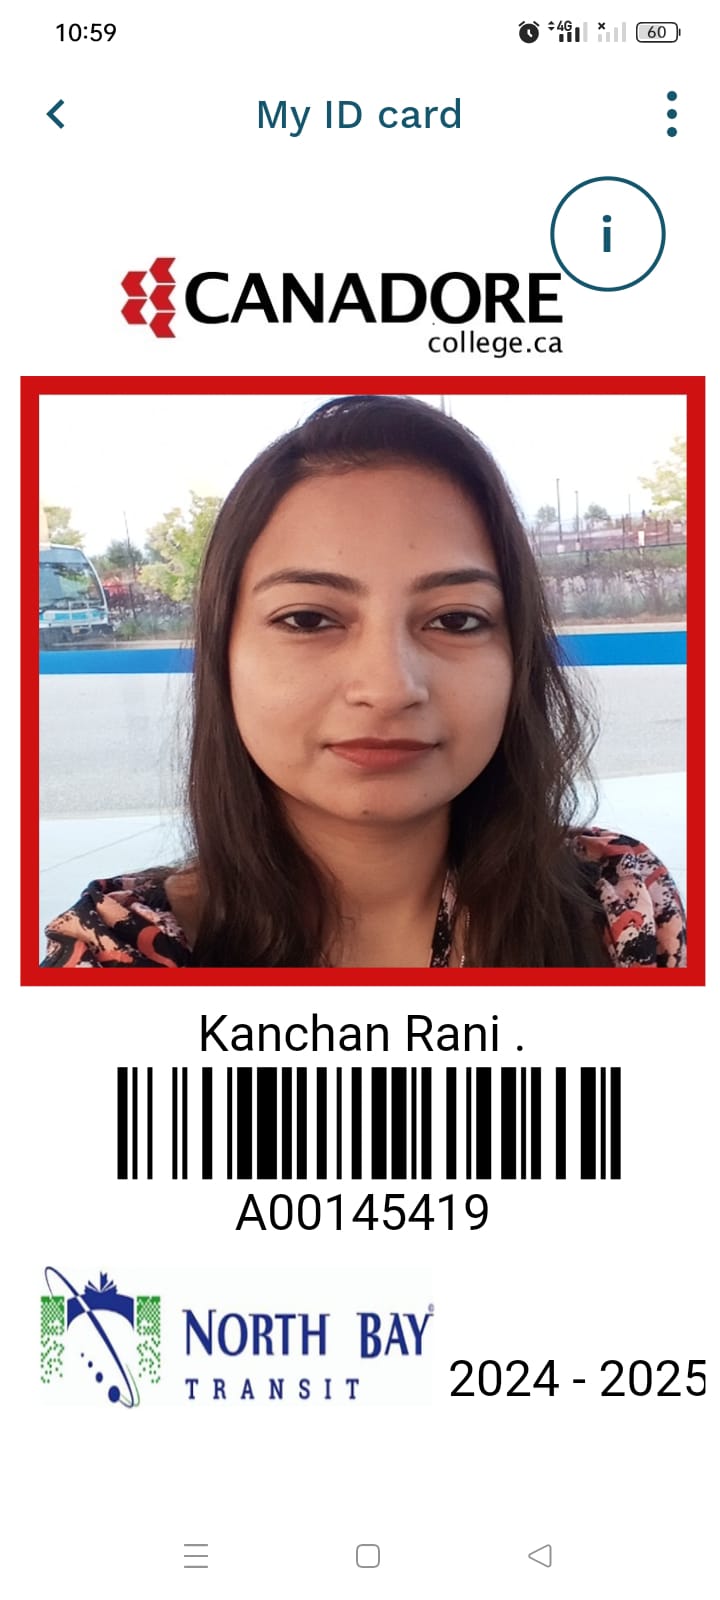 10:59
4G
60
My ID card
i
CANADORE
college.ca
Kanchan Rani .
A00145419
NORTH BAY
TRANSIT
2024 - 2025